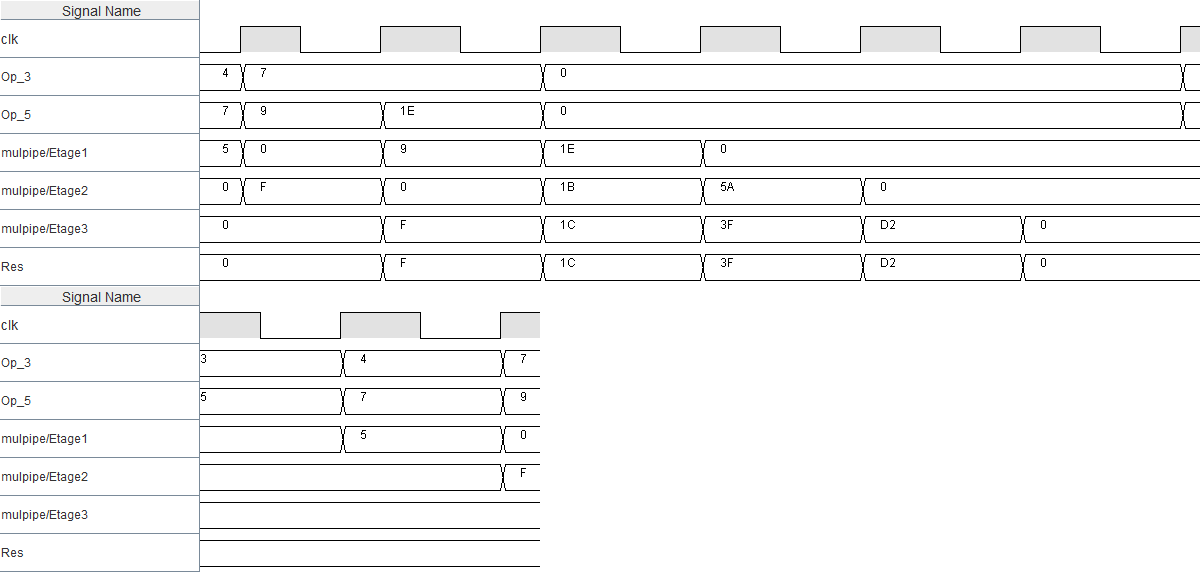 Signal Name
clk
Op_3 4 7 0
Op_5 7 9 1E 0
mulpipe/Etage1 5 0 9 1E 0
mulpipe/Etage2 0 F 0 1B 5A 0
mulpipe/Etage3 0 F 1C 3F D2 0
Res 0 F 1C 3F D2 0
Signal Name
clk
Op_3 3 4 7
Op_5 5 7 9
mulpipe/Etage1 5 0
mulpipe/Etage2 F
mulpipe/Etage3
Res